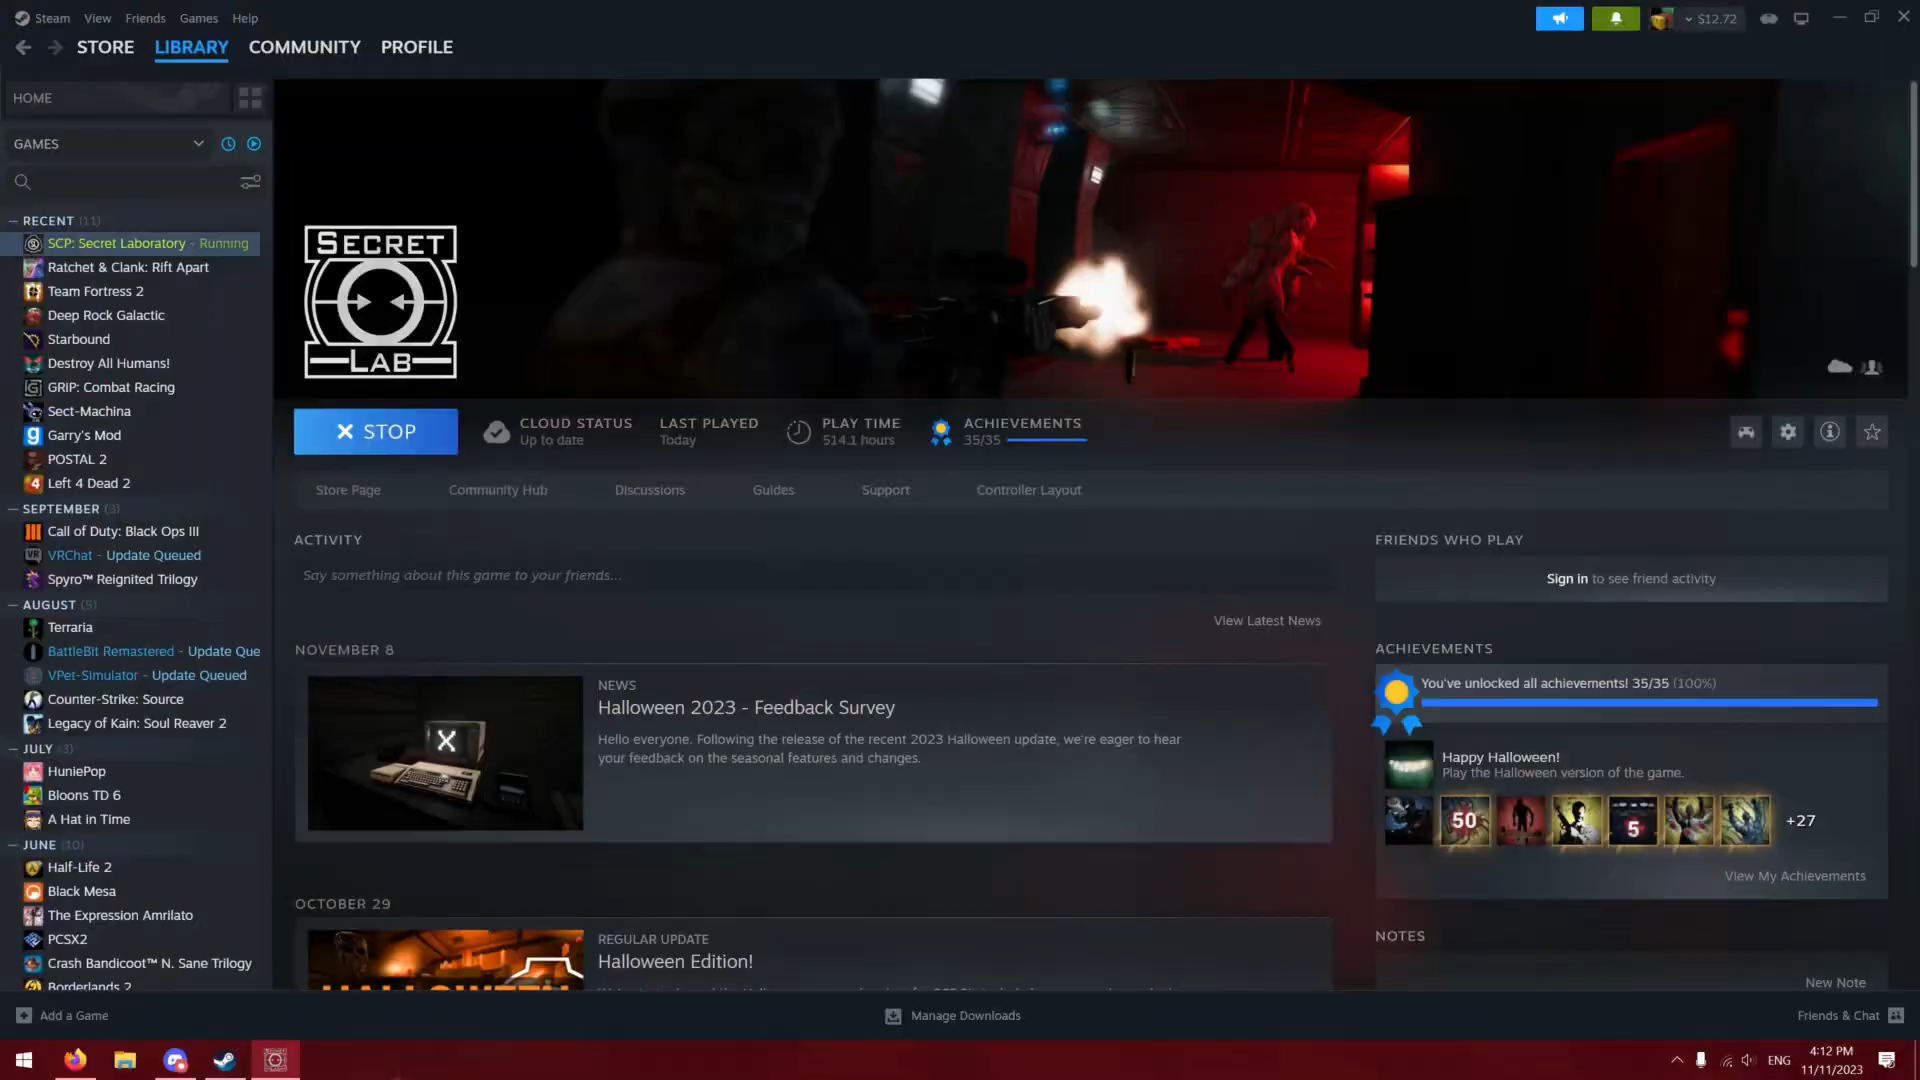 Steam View Friends Games Help
$12.72
STORE LIBRARY COMMUNITY PROFILE
HOME
GAMES
RECENT (11)
SCP: Secret Laboratory - Running
Ratchet & Clank: Rift Apart
Team Fortress 2
Deep Rock Galactic
Starbound
Destroy All Humans!
GRIP: Combat Racing
Sect-Machina
Garry's Mod
POSTAL 2
Left 4 Dead 2
SEPTEMBER (3)
Call of Duty: Black Ops III
VRChat - Update Queued
Spyro™ Reignited Trilogy
AUGUST (5)
Terraria
BattleBit Remastered - Update Que
VPet-Simulator - Update Queued
Counter-Strike: Source
Legacy of Kain: Soul Reaver 2
JULY (3)
HuniePop
Bloons TD 6
A Hat in Time
JUNE (10)
Half-Life 2
Black Mesa
The Expression Amrilato
PCSX2
Crash Bandicoot™ N. Sane Trilogy
Borderlands 2
SECRET
LAB
STOP
CLOUD STATUS
Up to date
LAST PLAYED
Today
PLAY TIME
514.1 hours
ACHIEVEMENTS
35/35
Store Page Community Hub Discussions Guides Support Controller Layout
ACTIVITY
Say something about this game to your friends...
View Latest News
NOVEMBER 8
X
NEWS
Halloween 2023 - Feedback Survey
Hello everyone. Following the release of the recent 2023 Halloween update, we're eager to hear
your feedback on the seasonal features and changes.
OCTOBER 29
REGULAR UPDATE
Halloween Edition!
HALLOWEEN
FRIENDS WHO PLAY
Sign in to see friend activity
ACHIEVEMENTS
You've unlocked all achievements! 35/35 (100%)
Happy Halloween!
Play the Halloween version of the game.
50
5
+27
View My Achievements
NOTES
New Note
Add a Game
Manage Downloads
Friends & Chat
ENG
4:12 PM
11/11/2023